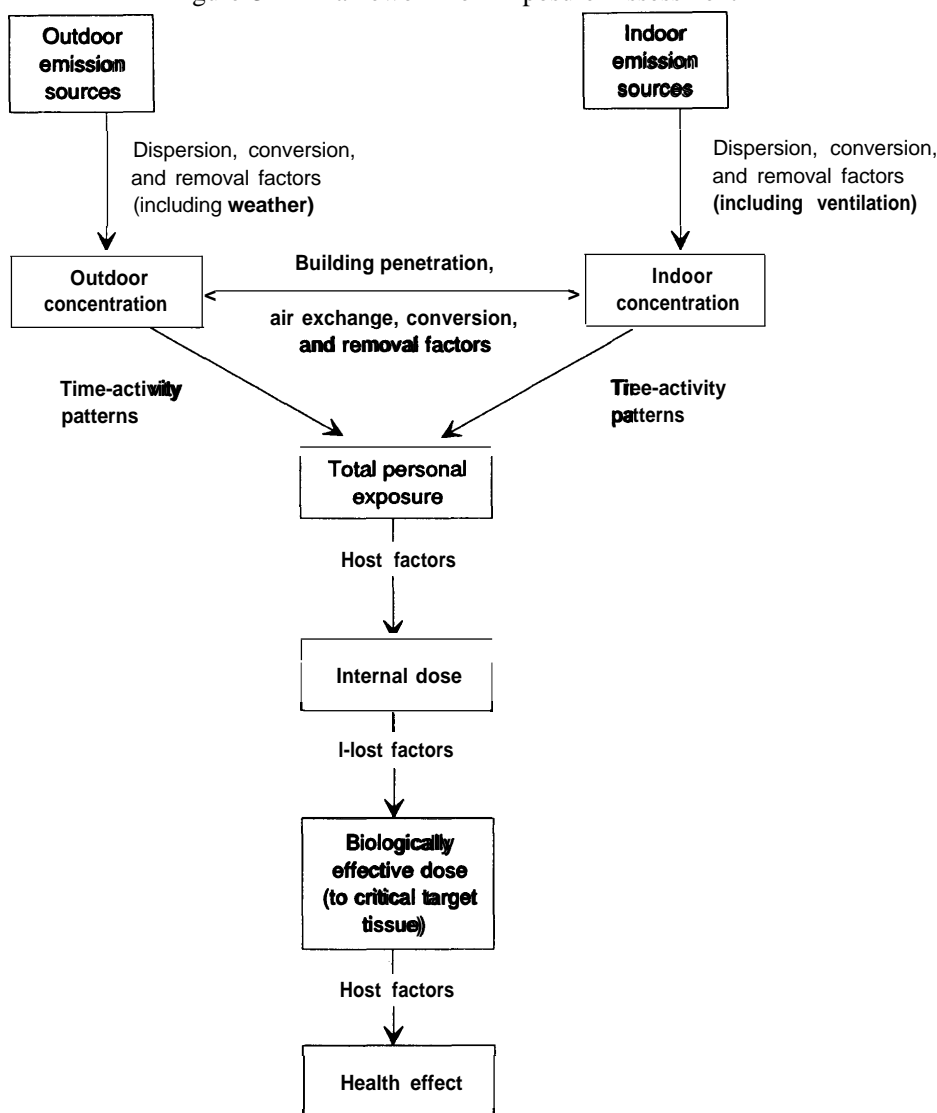 Outdoor
emission
sources
Indoor
emission
sources
Dispersion, conversion,
and removal factors
(including weather)
Dispersion, conversion,
and removal factors
(including ventilation)
Outdoor
concentration
Building penetration,
air exchange, conversion,
and removal factors
Indoor
concentration
Time-activity
patterns
Tree-activity
patterns
Total personal
exposure
Host factors
Internal dose
I-lost factors
Biologically
effective dose
(to critical target
tissue)
Host factors
Health effect